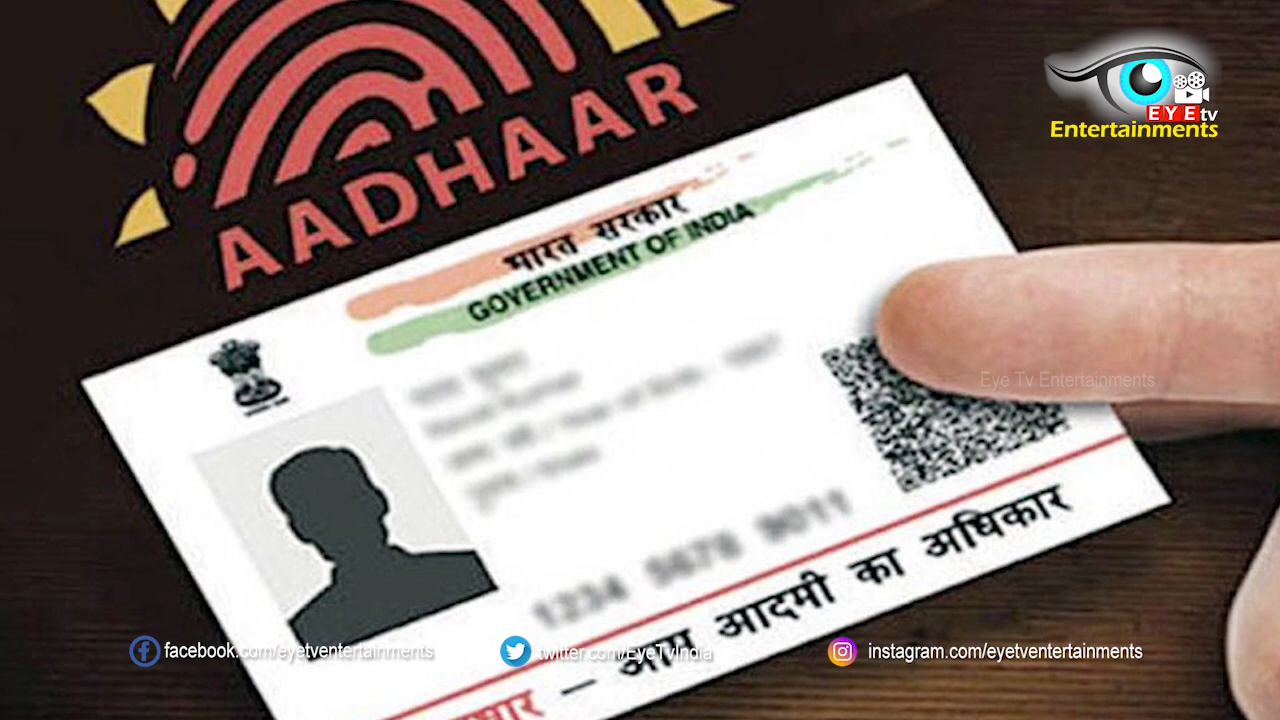 AADHAAR
EYE tv
Entertainments
भारत सरकार
GOVERNMENT OF INDIA
Eye Tv Entertainments
1234 5678 9011
आम आदमी का अधिकार
facebook.com/eyetventertainments
twitter.com/EyeTvIndia
instagram.com/eyetventertainments